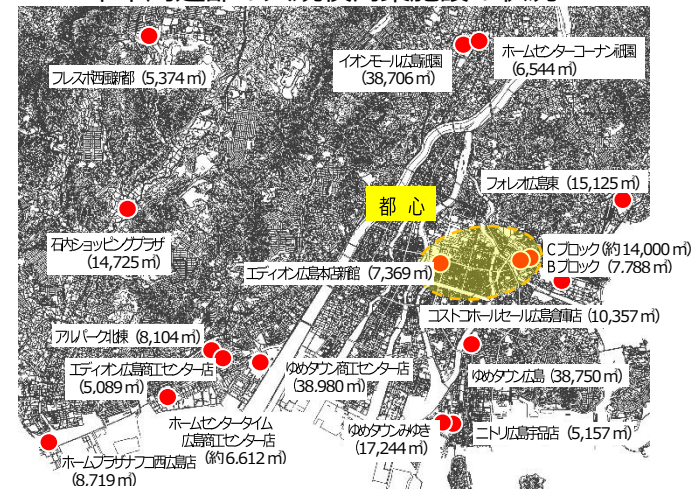 フレスポ西風新都（5,374㎡）
イオンモール広島祗園
（38,706㎡）
ホームセンターコーナン祇園
（6,544㎡）
フォレオ広島東（15,125㎡）
都 心
石内ショッピングプラザ
（14,725㎡）
エディオン広島本店新館（7,369㎡）
Cブロック（約14,000㎡）
Bブロック（7.788㎡）
コストコホールセール広島倉庫店（10,357㎡）
アルパーク北棟（8,104㎡）
エディオン広島商工センター店
（5,089㎡）
ゆめタウン商工センター店
（38.980㎡）
ゆめタウン広島（38,750㎡）
ホームセンタータイム
広島商工センター店
（約6.612㎡）
ゆめタウンみゆき
（17,244㎡）
ニトリ広島宇品店（5,157㎡）
ホームプラザナフコ西広島店
（8,719㎡）